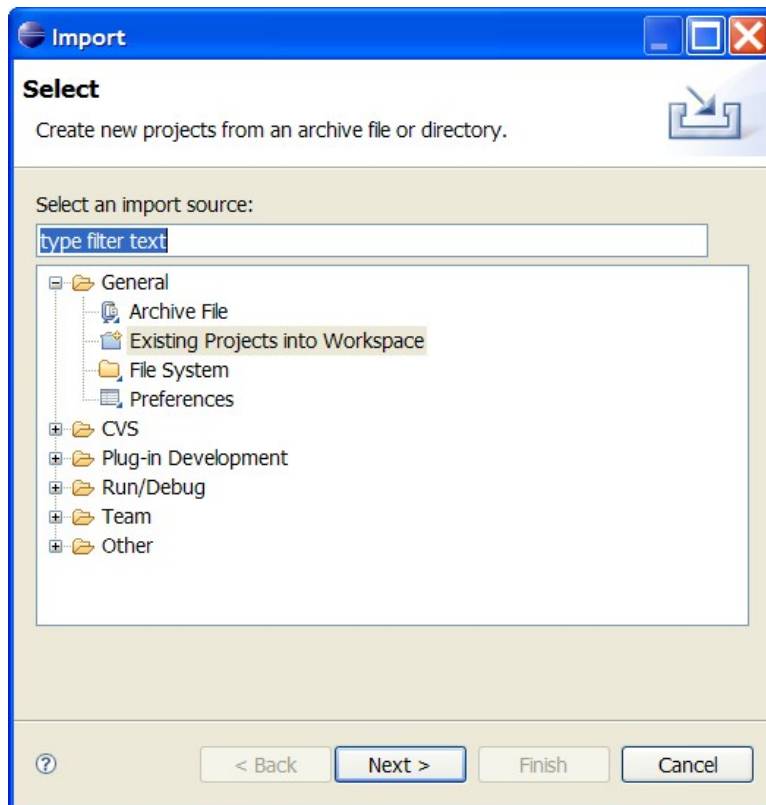 Import
Select
Create new projects from an archive file or directory.
Select an import source:
type filter text
General
Archive File
Existing Projects into Workspace
File System
Preferences
CVS
Plug-in Development
Run/Debug
Team
Other
< Back Next > Finish Cancel